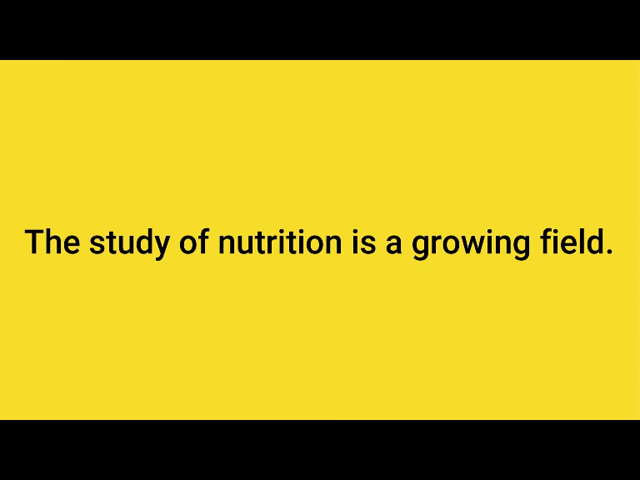 The study of nutrition is a growing field.